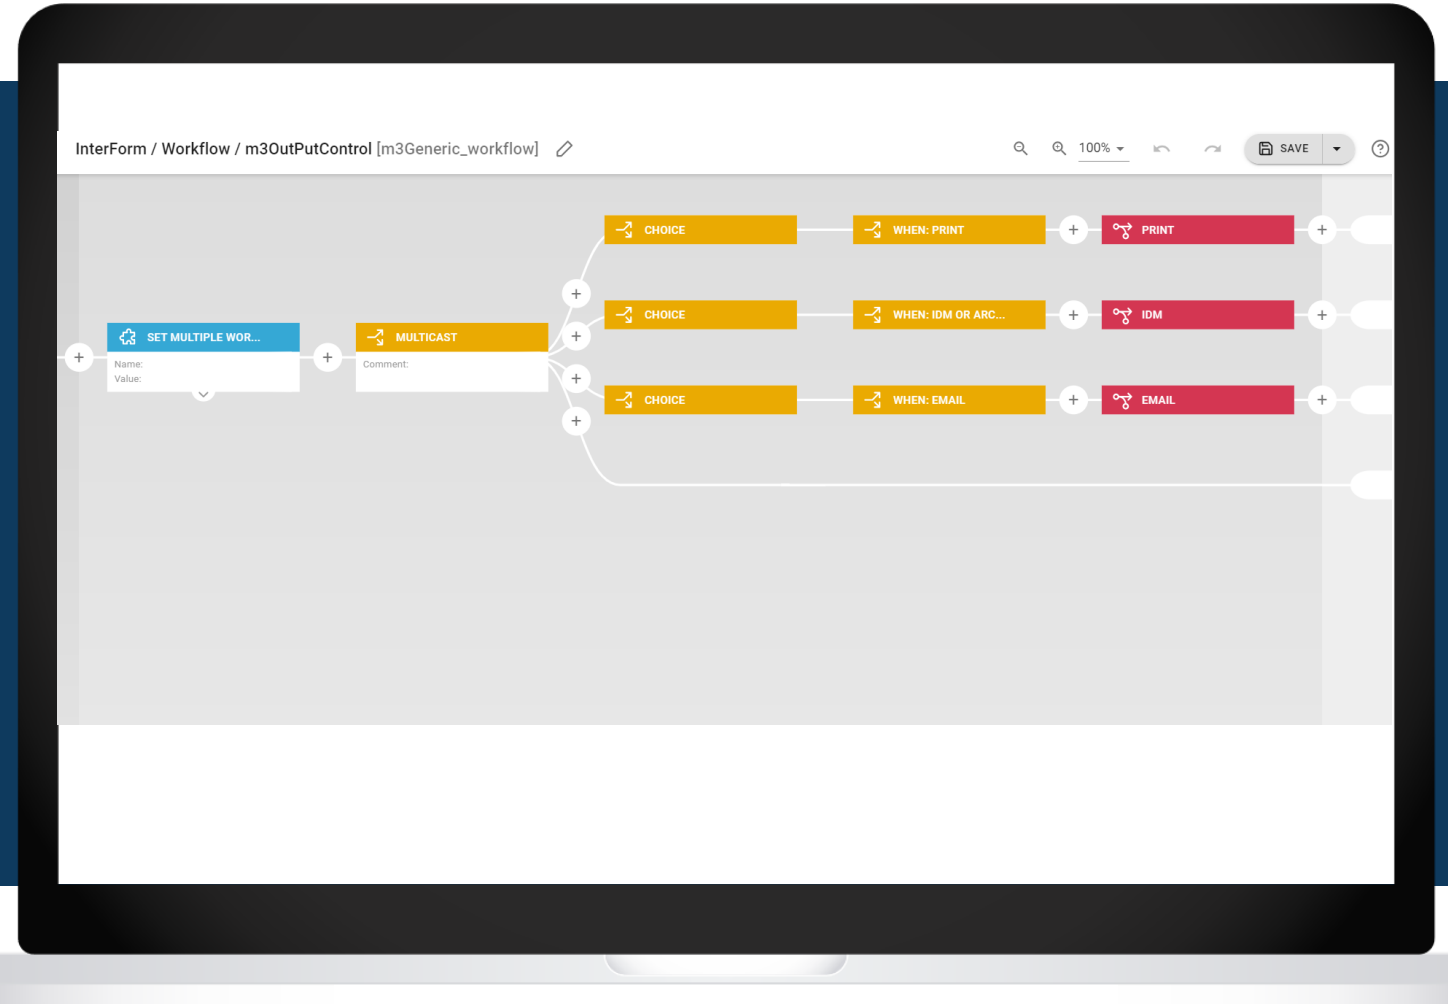 InterForm / Workflow / m3OutPutControl [m3Generic_workflow]
100%
SAVE
CHOICE
WHEN: PRINT
PRINT
CHOICE
WHEN: IDM OR ARC...
IDM
SET MULTIPLE WOR...
Name:
Value:
MULTICAST
Comment:
CHOICE
WHEN: EMAIL
EMAIL